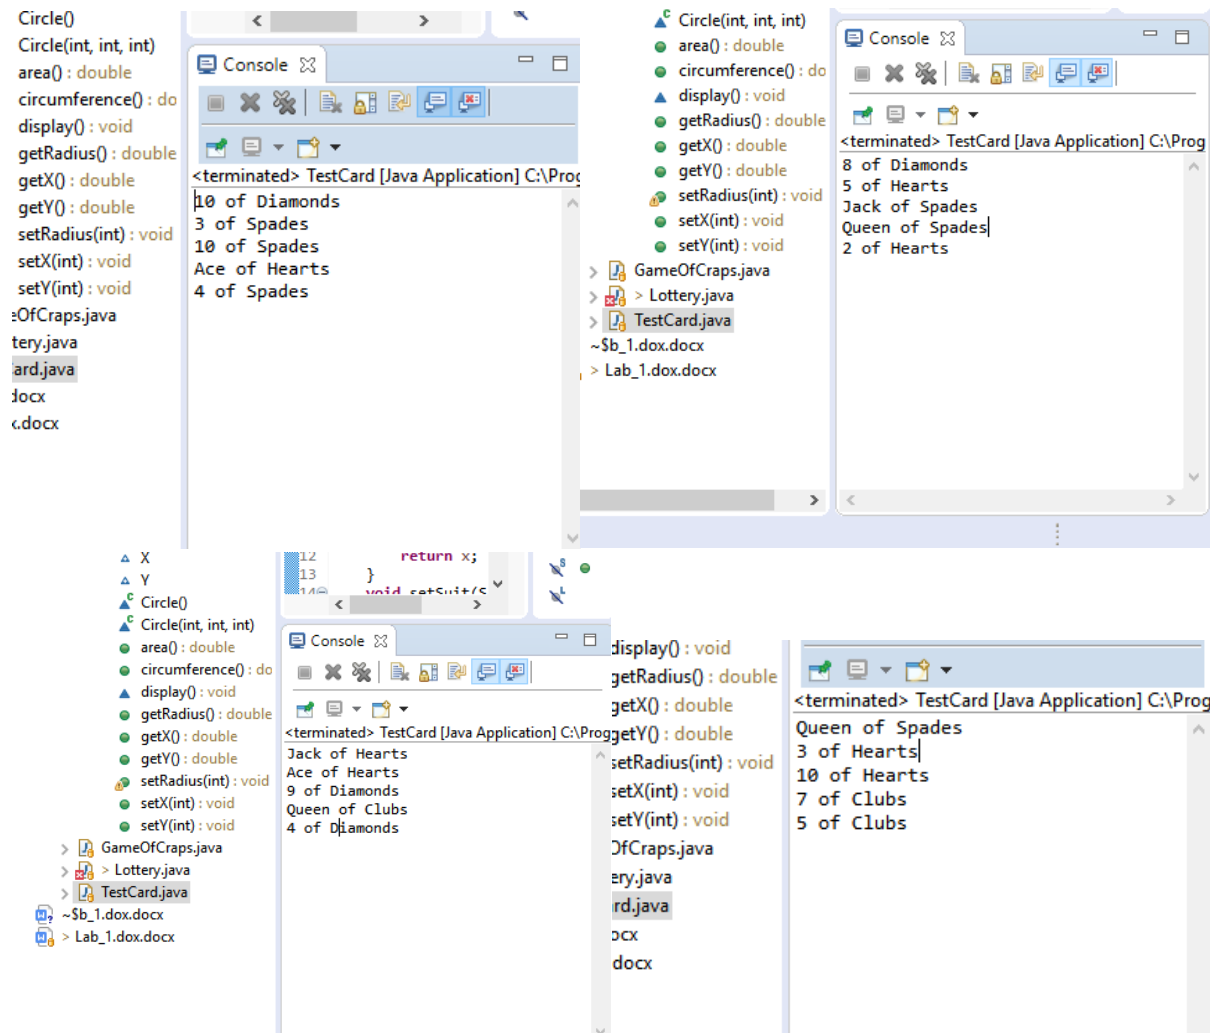 Circle()
Circle(int, int, int)
area() : double
circumference() : do
display() : void
getRadius() : double
getX() : double
getY() : double
setRadius(int) : void
setX(int) : void
setY(int) : void
eOfCraps.java
tery.java
ard.java
docx
x.docx
Console
<terminated> TestCard [Java Application] C:\Prog
10 of Diamonds
3 of Spades
10 of Spades
Ace of Hearts
4 of Spades
Circle(int, int, int)
area() : double
circumference() : do
display() : void
getRadius() : double
getX() : double
getY() : double
setRadius(int) : void
setX(int) : void
setY(int) : void
GameOfCraps.java
> Lottery.java
TestCard.java
~$b_1.dox.docx
> Lab_1.dox.docx
Console
<terminated> TestCard [Java Application] C:\Prog
8 of Diamonds
5 of Hearts
Jack of Spades
Queen of Spades
2 of Hearts
X
Y
Circle()
Circle(int, int, int)
area() : double
circumference() : do
display() : void
getRadius() : double
getX() : double
getY() : double
setRadius(int) : void
setX(int) : void
setY(int) : void
GameOfCraps.java
> Lottery.java
TestCard.java
~$b_1.dox.docx
> Lab_1.dox.docx
12 return x;
13 }
14 void setSuit(S
Console
<terminated> TestCard [Java Application] C:\Prog
Jack of Hearts
Ace of Hearts
9 of Diamonds
Queen of Clubs
4 of Diamonds
display() : void
getRadius() : double
getX() : double
getY() : double
setRadius(int) : void
setX(int) : void
setY(int) : void
OfCraps.java
ery.java
rd.java
ocx
docx
<terminated> TestCard [Java Application] C:\Prog
Queen of Spades
3 of Hearts
10 of Hearts
7 of Clubs
5 of Clubs